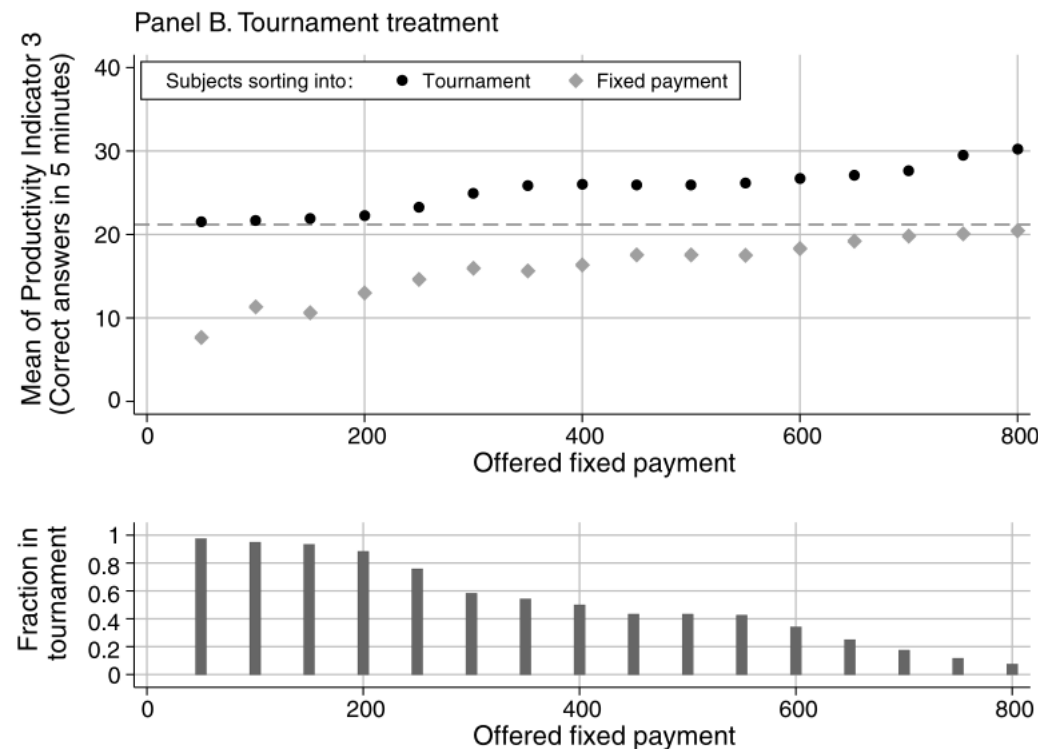 Panel B. Tournament treatment
Mean of Productivity Indicator 3
(Correct answers in 5 minutes)
Subjects sorting into: Tournament Fixed payment
40
30
20
10
0
0 200 400 600 800
Offered fixed payment
Fraction in
tournament
1
0.8
0.6
0.4
0.2
0
0 200 400 600 800
Offered fixed payment